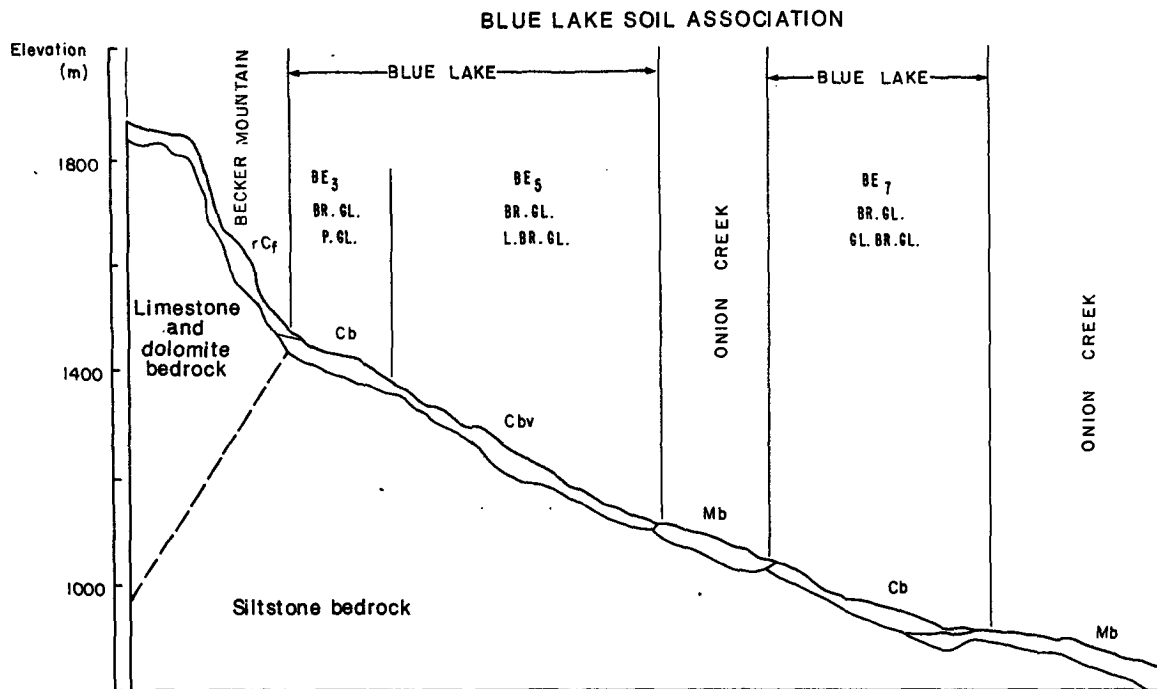 BLUE LAKE SOIL ASSOCIATION
Elevation
(m)
BLUE LAKE
BLUE LAKE
1800
1400
1000
BECKER MOUNTAIN
BE3
BR.GL.
P.GL.
BE5
BR.GL.
L.BR.GL.
ONION CREEK
BE7
BR.GL.
GL.BR.GL.
ONION CREEK
rCf
Limestone
and
dolomite
bedrock
Cb
Cbv
Mb
Cb
Mb
Siltstone bedrock